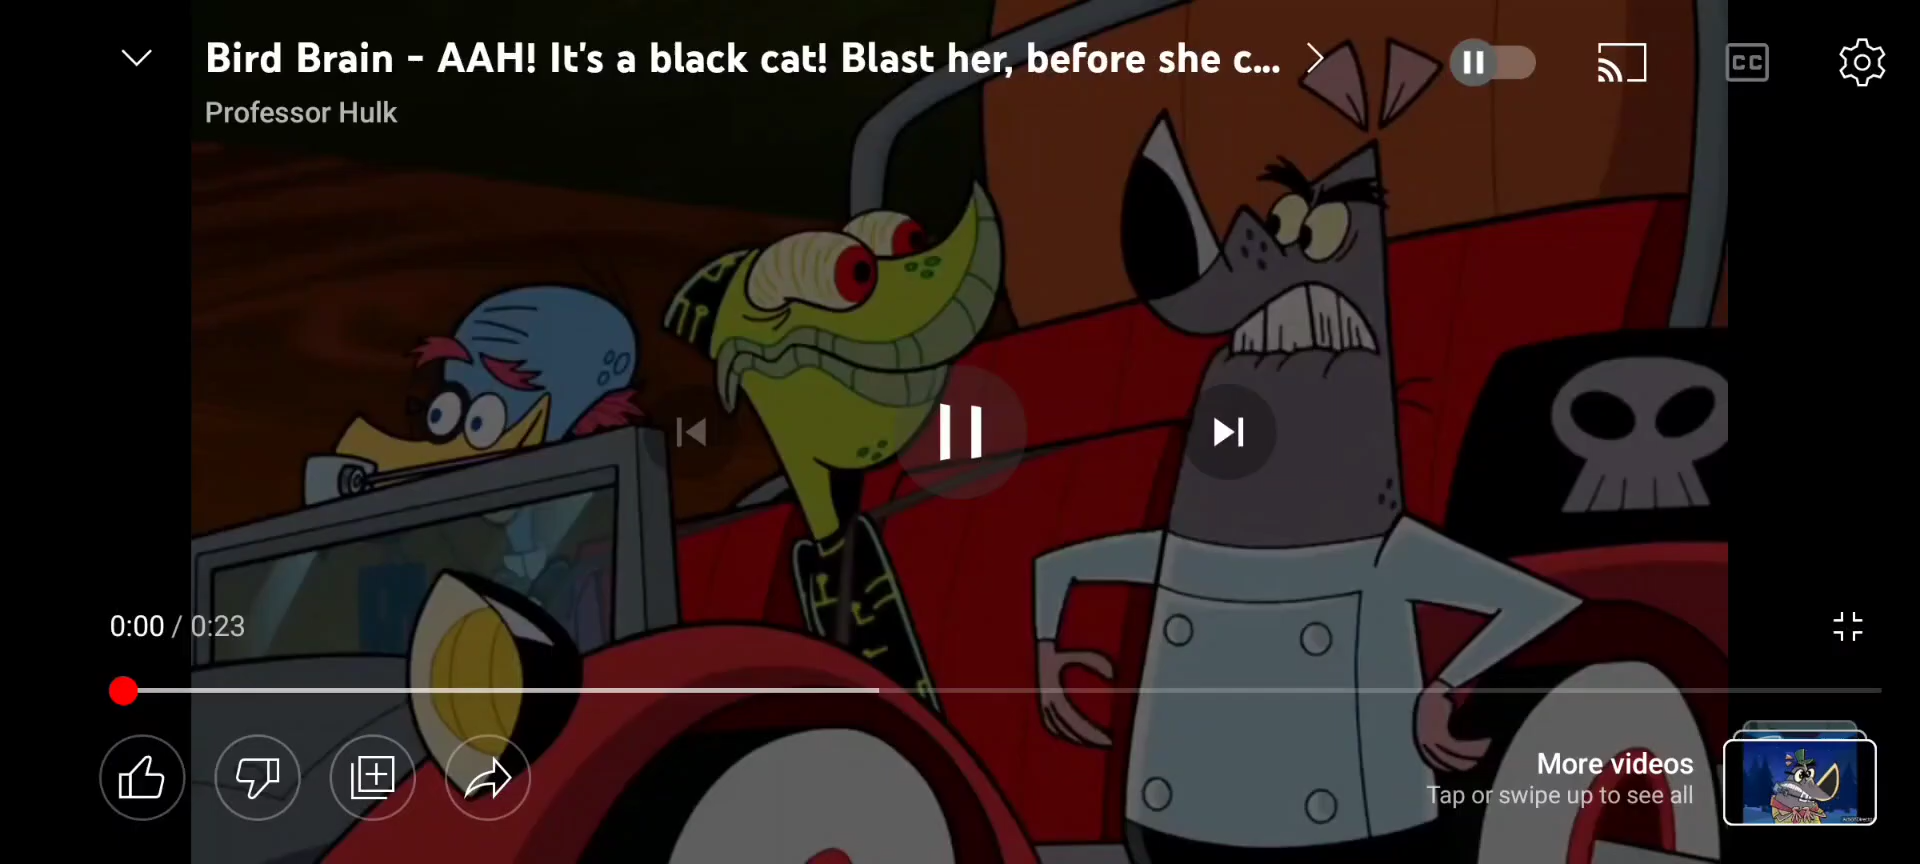 Bird Brain - AAH! It's a black cat! Blast her, before she c...
Professor Hulk
CC
0:00 / 0:23
More videos
Tap or swipe up to see all